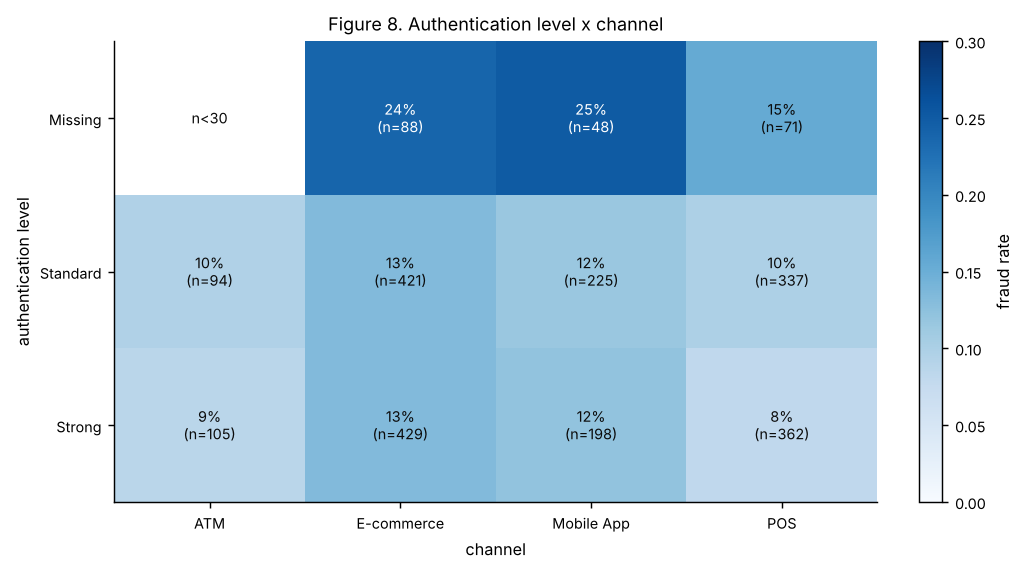 Figure 8. Authentication level x channel
authentication level
Missing
n<30
24%
(n=88)
25%
(n=48)
15%
(n=71)
Standard
10%
(n=94)
13%
(n=421)
12%
(n=225)
10%
(n=337)
Strong
9%
(n=105)
13%
(n=429)
12%
(n=198)
8%
(n=362)
ATM
E-commerce
Mobile App
POS
channel
0.30
0.25
0.20
0.15
0.10
0.05
0.00
fraud rate